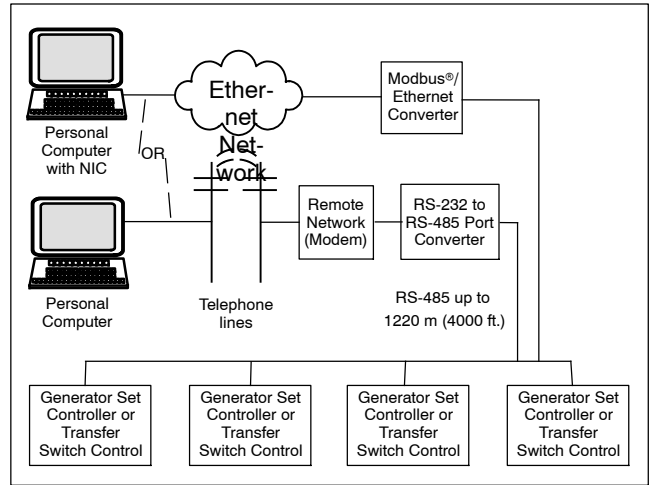 Ether-
net
Net-
work
Modbus®/
Ethernet
Converter
Personal
Computer
with NIC
OR
Remote
Network
(Modem)
RS-232 to
RS-485 Port
Converter
Personal
Computer
Telephone
lines
RS-485 up to
1220 m (4000 ft.)
Generator Set
Controller or
Transfer
Switch Control
Generator Set
Controller or
Transfer
Switch Control
Generator Set
Controller or
Transfer
Switch Control
Generator Set
Controller or
Transfer
Switch Control